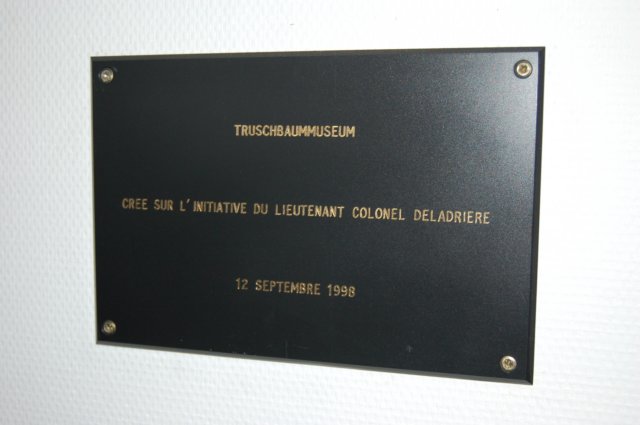 TRUSCHBAUMMUSEUM
CREE SUR L'INITIATIVE DU LIEUTENANT COLONEL DELADRIERE
12 SEPTEMBRE 1998